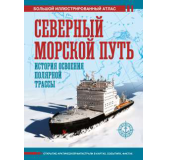 БОЛЬШОЙ ИЛЛЮСТРИРОВАННЫЙ АТЛАС
СЕВЕРНЫЙ
МОРСКОЙ ПУТЬ
ИСТОРИЯ ОСВОЕНИЯ
ПОЛЯРНОЙ
ТРАССЫ